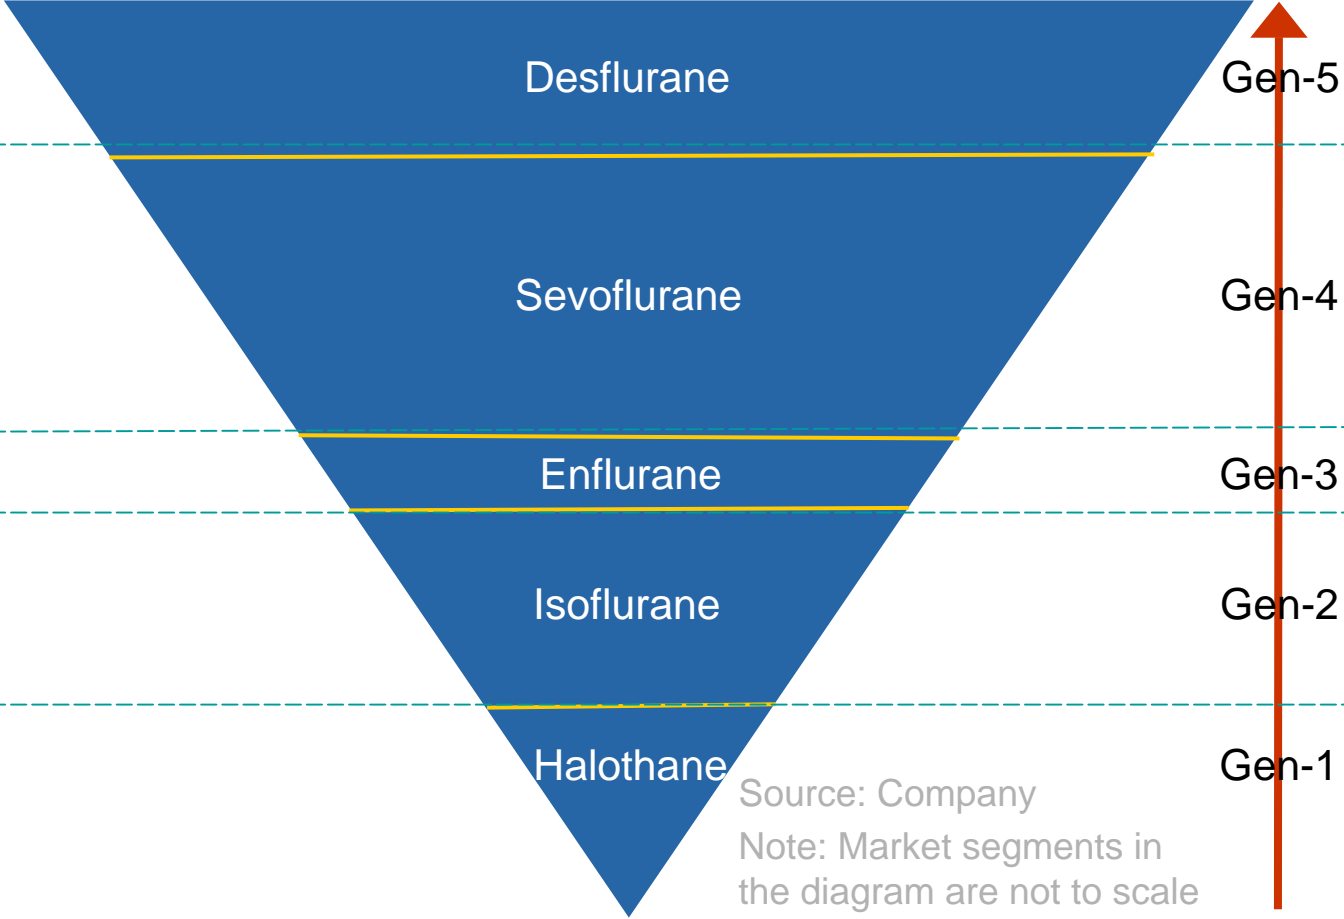 Desflurane Gen-5
Sevoflurane Gen-4
Enflurane Gen-3
Isoflurane Gen-2
Halothane Gen-1
Source: Company
Note: Market segments in
the diagram are not to scale